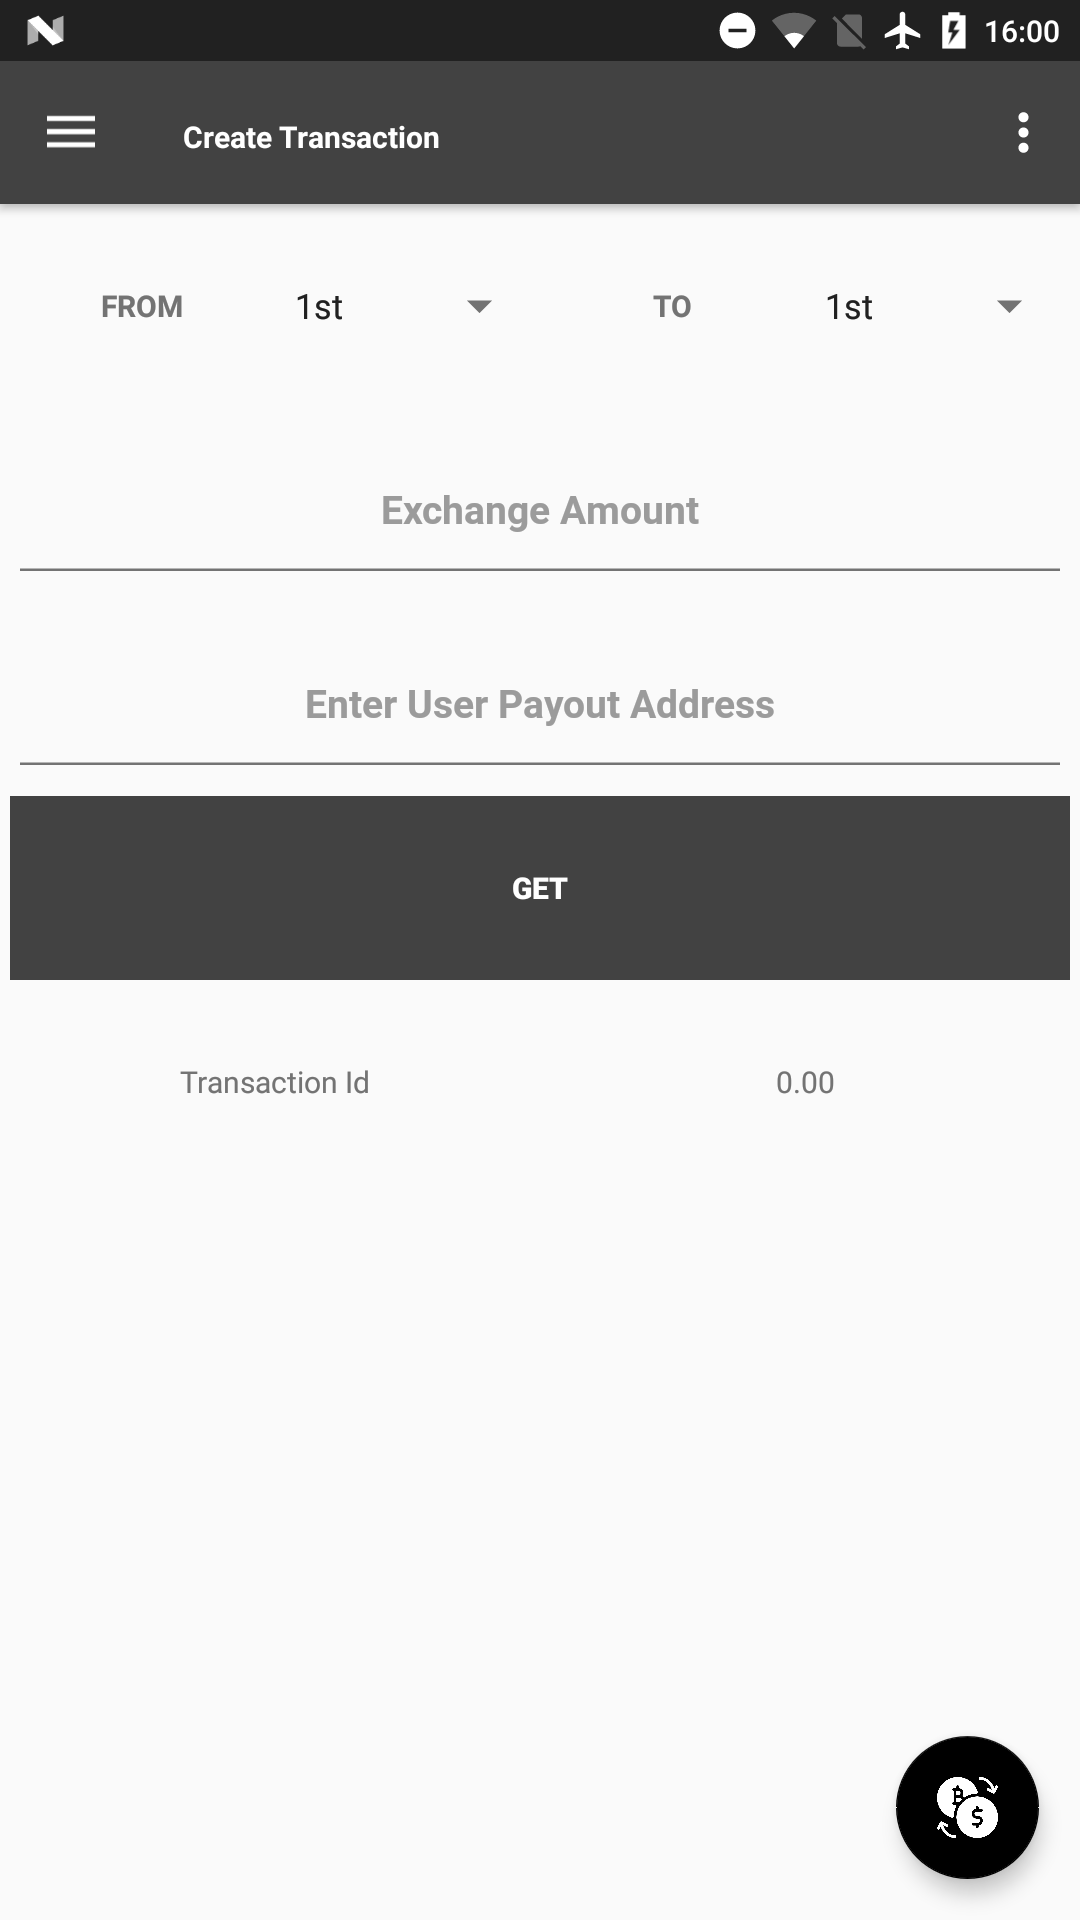 16:00
Create Transaction
FROM 1st TO 1st
Exchange Amount
Enter User Payout Address
GET
Transaction Id 0.00